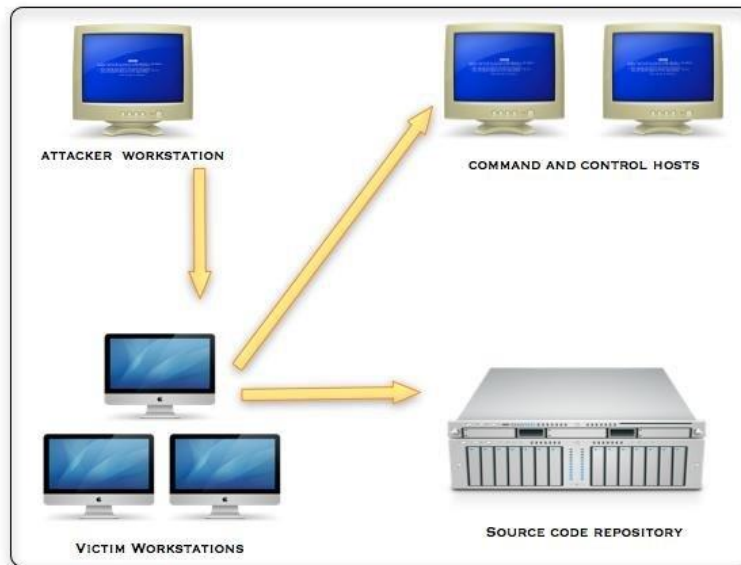 ATTACKER WORKSTATION
COMMAND AND CONTROL HOSTS
VICTIM WORKSTATIONS
SOURCE CODE REPOSITORY